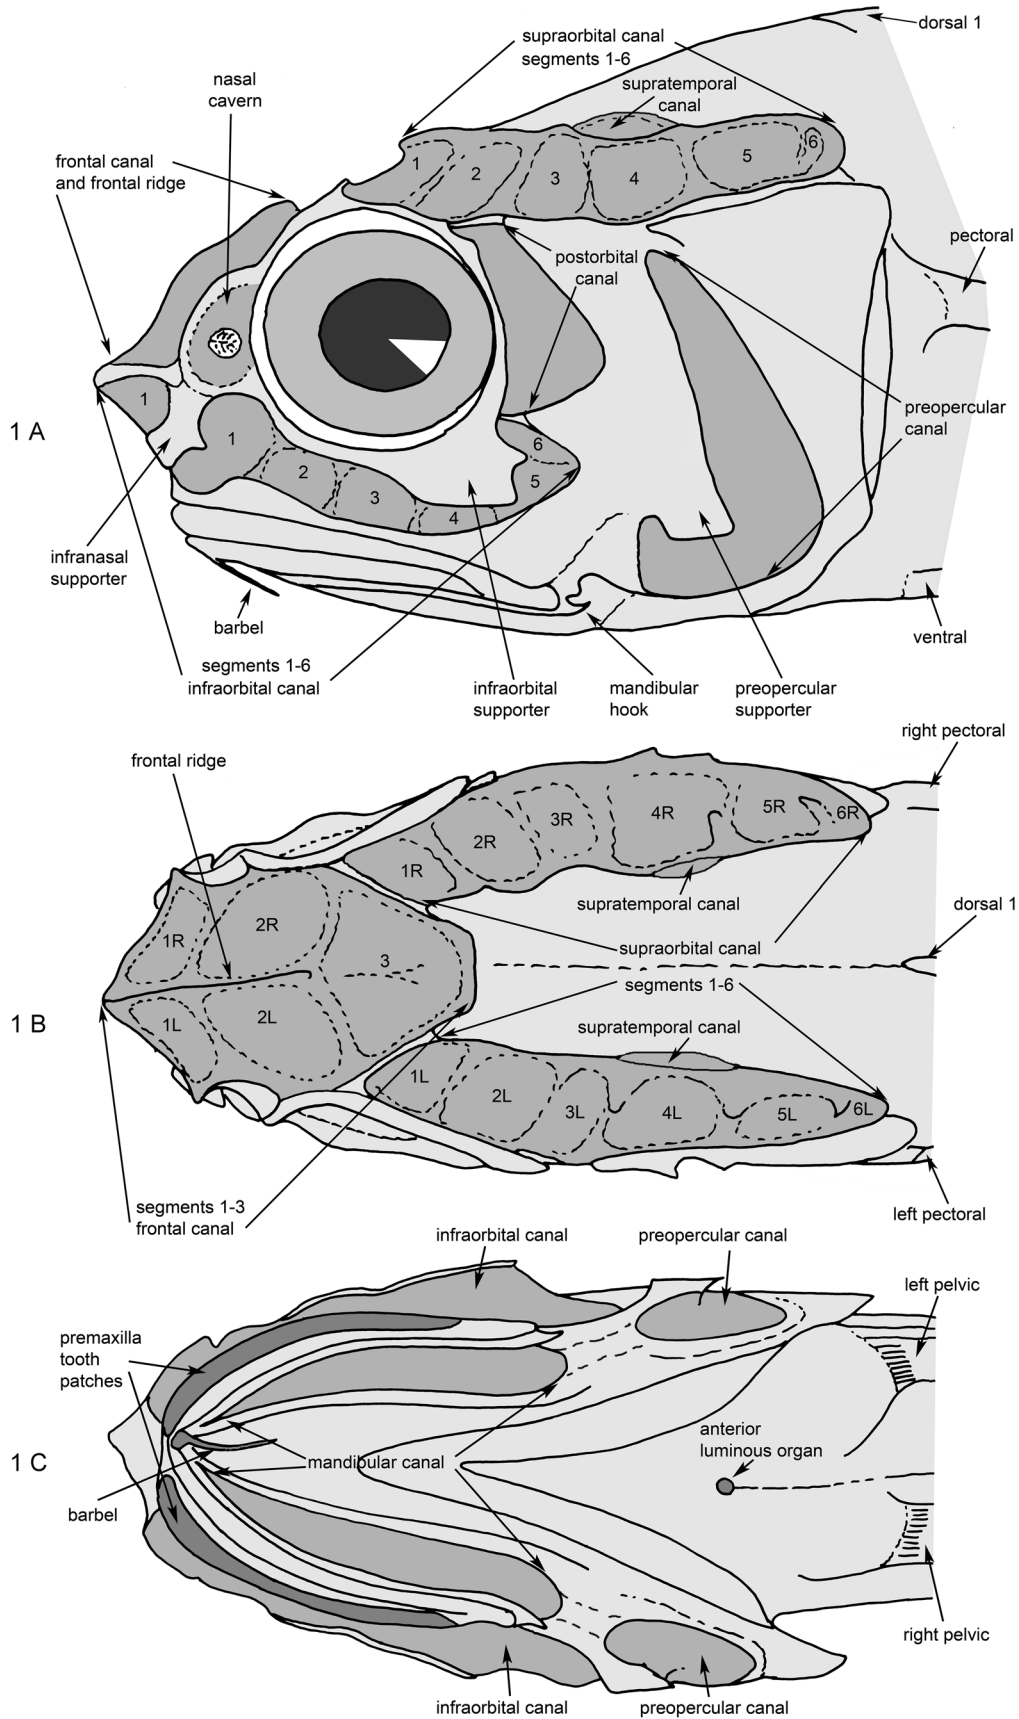 dorsal 1
supraorbital canal
segments 1-6
nasal
cavern
supratemporal
canal
frontal canal
and frontal ridge
1
2
3
4
5
6
pectoral
postorbital
canal
1
1
2
3
4
5
6
preopercular
canal
1 A
infranasal
supporter
barbel
ventral
segments 1-6
infraorbital canal
infraorbital
supporter
mandibular
hook
preopercular
supporter
right pectoral
frontal ridge
1R
2R
3R
4R
5R
6R
supratemporal canal
dorsal 1
1R
2R
3
supraorbital canal
segments 1-6
1 B
1L
2L
supratemporal canal
1L
2L
3L
4L
5L
6L
segments 1-3
frontal canal
left pectoral
infraorbital canal
preopercular canal
left pelvic
premaxilla
tooth
patches
anterior
luminous organ
1 C
mandibular canal
barbel
right pelvic
infraorbital canal
preopercular canal